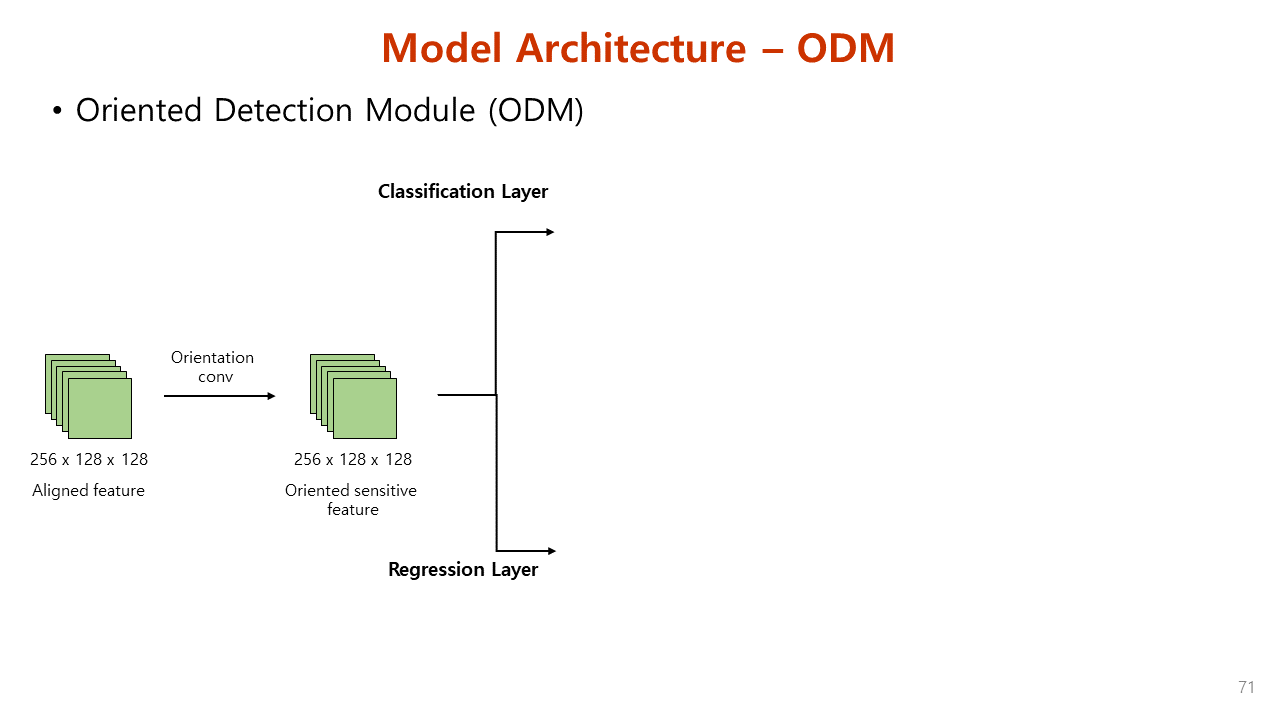 Model Architecture – ODM
• Oriented Detection Module (ODM)
Classification Layer
Orientation
conv
256 x 128 x 128
Aligned feature
256 x 128 x 128
Oriented sensitive
feature
Regression Layer
71